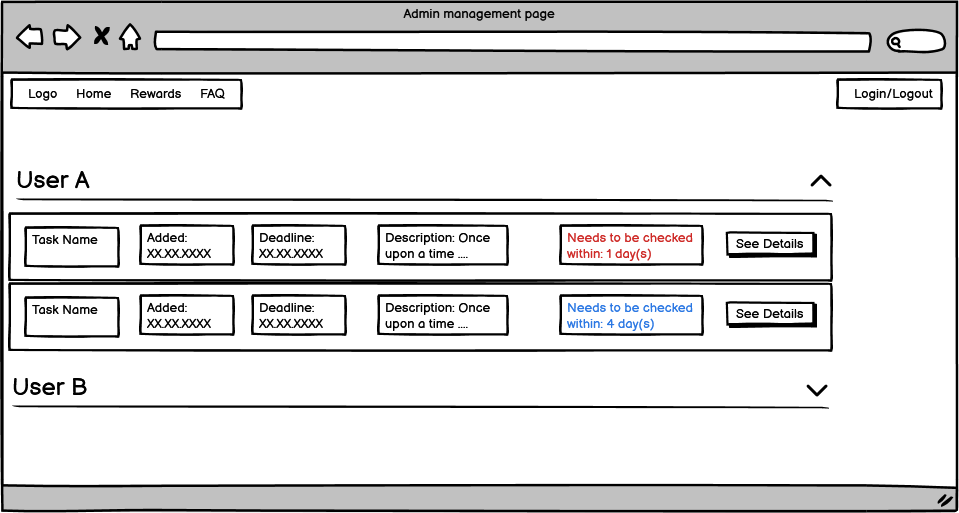 Admin management page
Logo Home Rewards FAQ Login/Logout
User A
Task Name Added: Deadline: Description: Once Needs to be checked See Details
XX.XX.XXXX XX.XX.XXXX upon a time .... within: 1 day(s)
Task Name Added: Deadline: Description: Once Needs to be checked See Details
XX.XX.XXXX XX.XX.XXXX upon a time .... within: 4 day(s)
User B